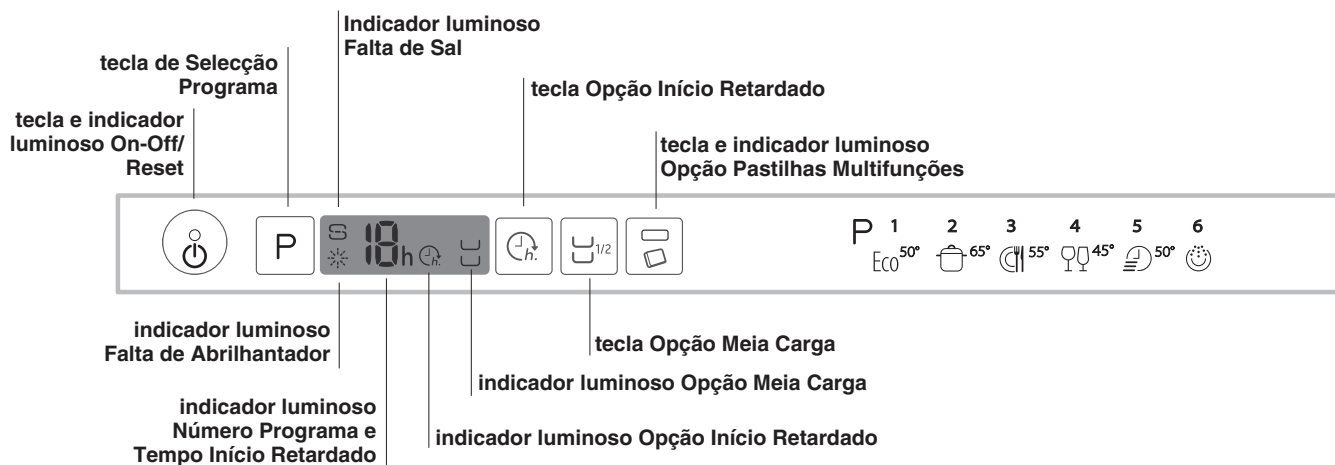 Indicador luminoso
Falta de Sal
tecla de Selecção
Programa
tecla Opção Início Retardado
tecla e indicador
luminoso On-Off/
Reset
tecla e indicador luminoso
Opção Pastilhas Multifunções
P 18h h. h. 1/2
P 1 2 3 4 5 6
Eco 50° 65° 55° 45° 50°
indicador luminoso
Falta de Abrilhantador
tecla Opção Meia Carga
indicador luminoso Opção Meia Carga
indicador luminoso
Número Programa e
Tempo Início Retardado
indicador luminoso Opção Início Retardado